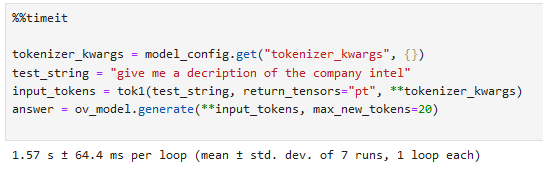 %%timeit
tokenizer_kwargs = model_config.get("tokenizer_kwargs", {})
test_string = "give me a decription of the company intel"
input_tokens = tok1(test_string, return_tensors="pt", **tokenizer_kwargs)
answer = ov_model.generate(**input_tokens, max_new_tokens=20)
1.57 s ± 64.4 ms per loop (mean ± std. dev. of 7 runs, 1 loop each)